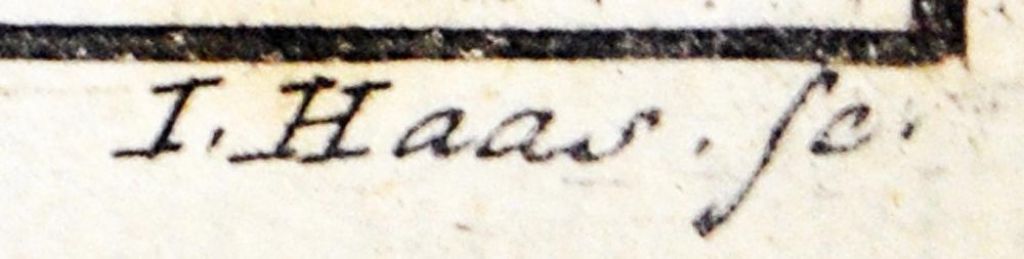 I. Haas. ſc.